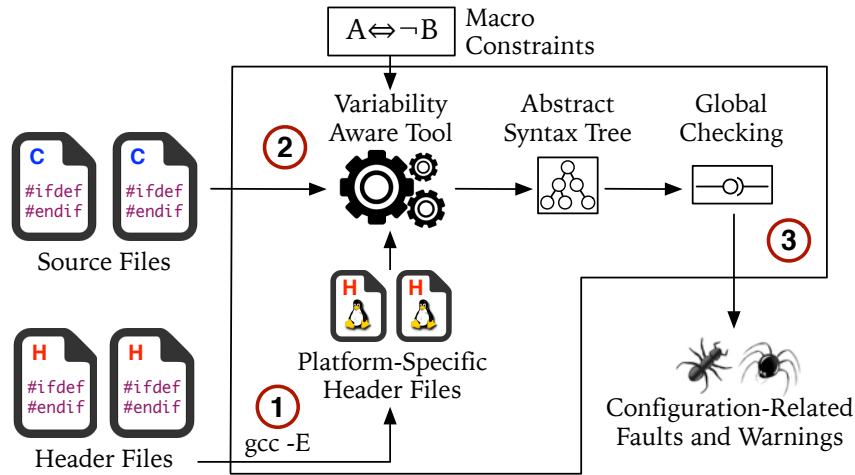 A⇔¬B
Macro
Constraints
Variability
Aware Tool
Abstract
Syntax Tree
Global
Checking
C
#ifdef
#endif
C
#ifdef
#endif
2
Source Files
3
H
H
Platform-Specific
Header Files
H
#ifdef
#endif
H
#ifdef
#endif
1
gcc -E
Header Files
Configuration-Related
Faults and Warnings